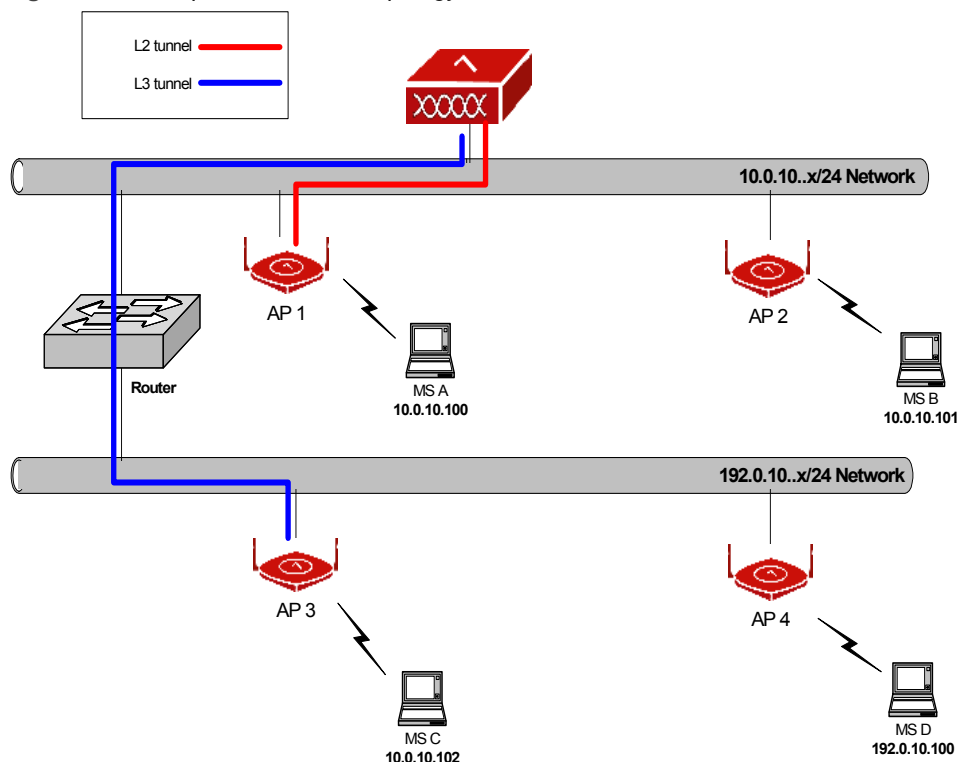 L2 tunnel
L3 tunnel
10.0.10..x/24 Network
AP 1
AP 2
MS A
10.0.10.100
MS B
10.0.10.101
Router
192.0.10..x/24 Network
AP 3
AP 4
MS C
10.0.10.102
MS D
192.0.10.100